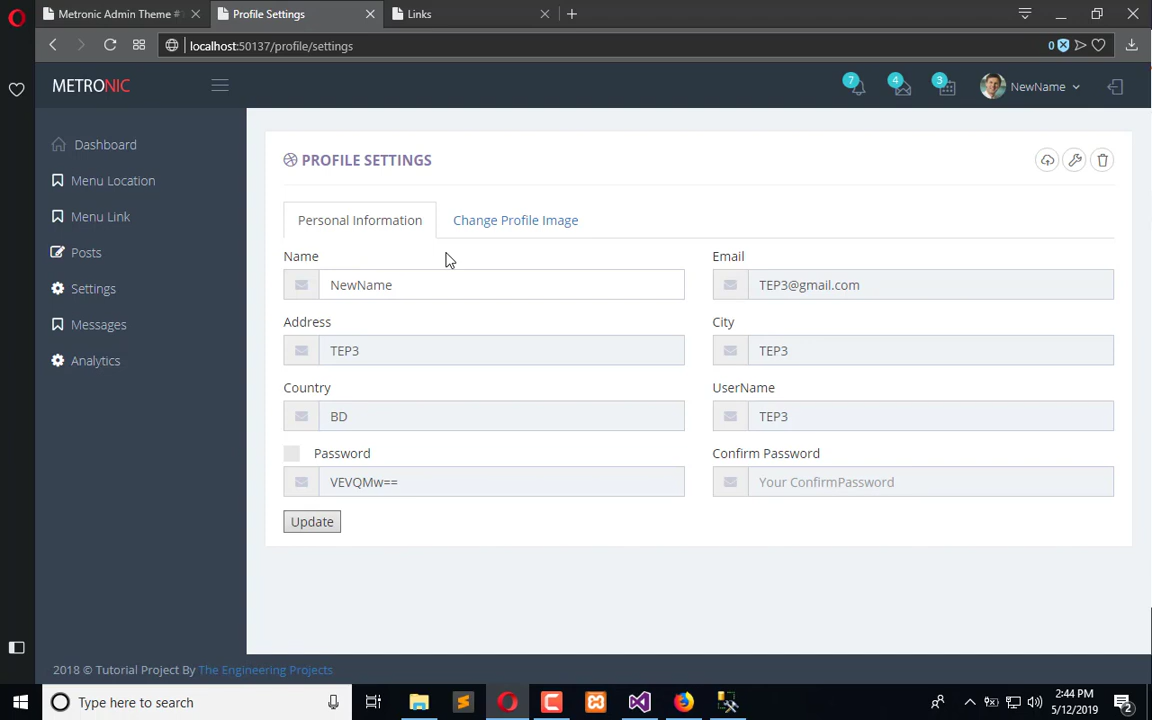 Metronic Admin Theme #
Profile Settings
Links
localhost:50137/profile/settings
0
METRONIC
7
4
3
NewName
Dashboard
Menu Location
Menu Link
Posts
Settings
Messages
Analytics
PROFILE SETTINGS
Personal Information
Change Profile Image
Name
Email
NewName
TEP3@gmail.com
Address
City
TEP3
TEP3
Country
UserName
BD
TEP3
Password
Confirm Password
VEVQMw==
Your ConfirmPassword
Update
2018 © Tutorial Project By The Engineering Projects
Type here to search
2:44 PM
5/12/2019
2